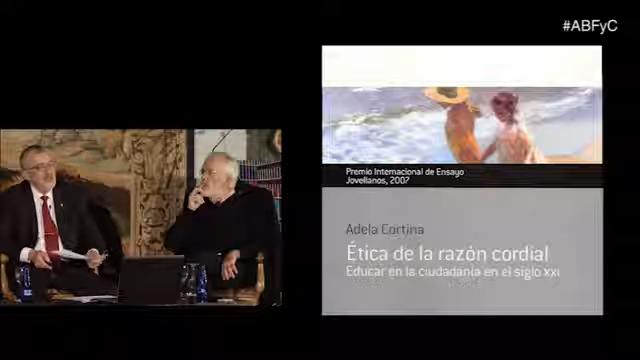 #ABFyC
Premio Internacional de Ensayo
Jovellanos, 2007
Adela Cortina
Ética de la razón cordial
Educar en la ciudadanía en el siglo XXI